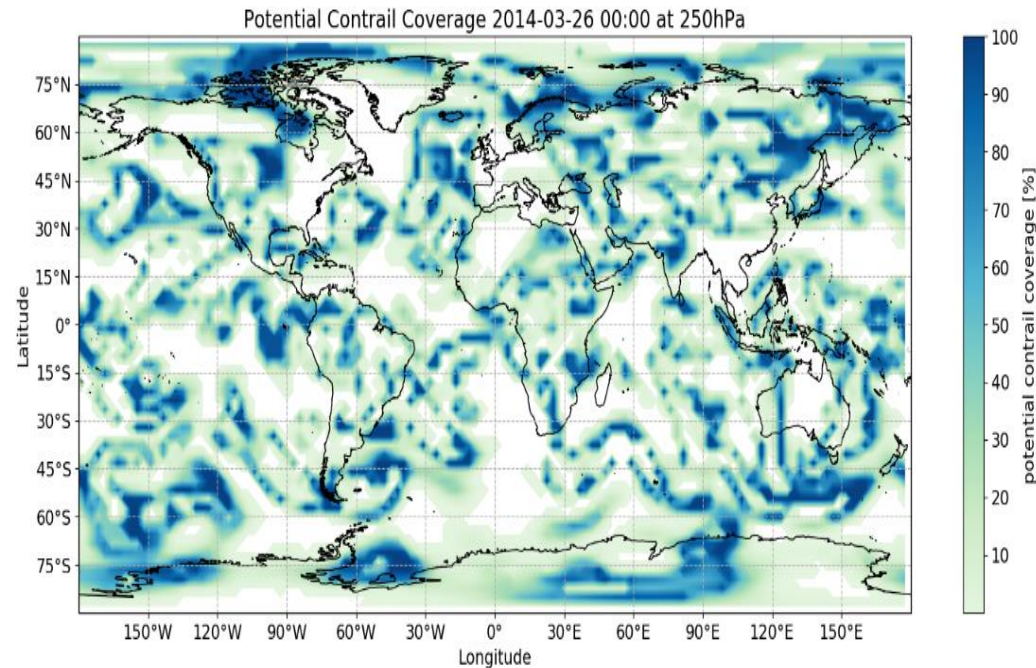 Potential Contrail Coverage 2014-03-26 00:00 at 250hPa
75°N
60°N
45°N
30°N
15°N
0°
15°S
30°S
45°S
60°S
75°S
Latitude
150°W 120°W 90°W 60°W 30°W 0° 30°E 60°E 90°E 120°E 150°E
Longitude
100
90
80
70
60
50
40
30
20
10
potential contrail coverage [%]